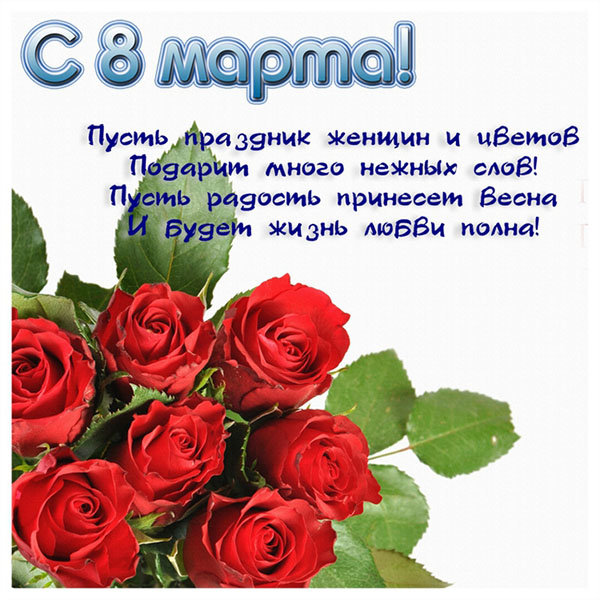 С 8 марта!
Пусть праздник женщин и цветов
Подарит много нежных слов!
Пусть радость принесет Весна
И будет жизнь любви полна!